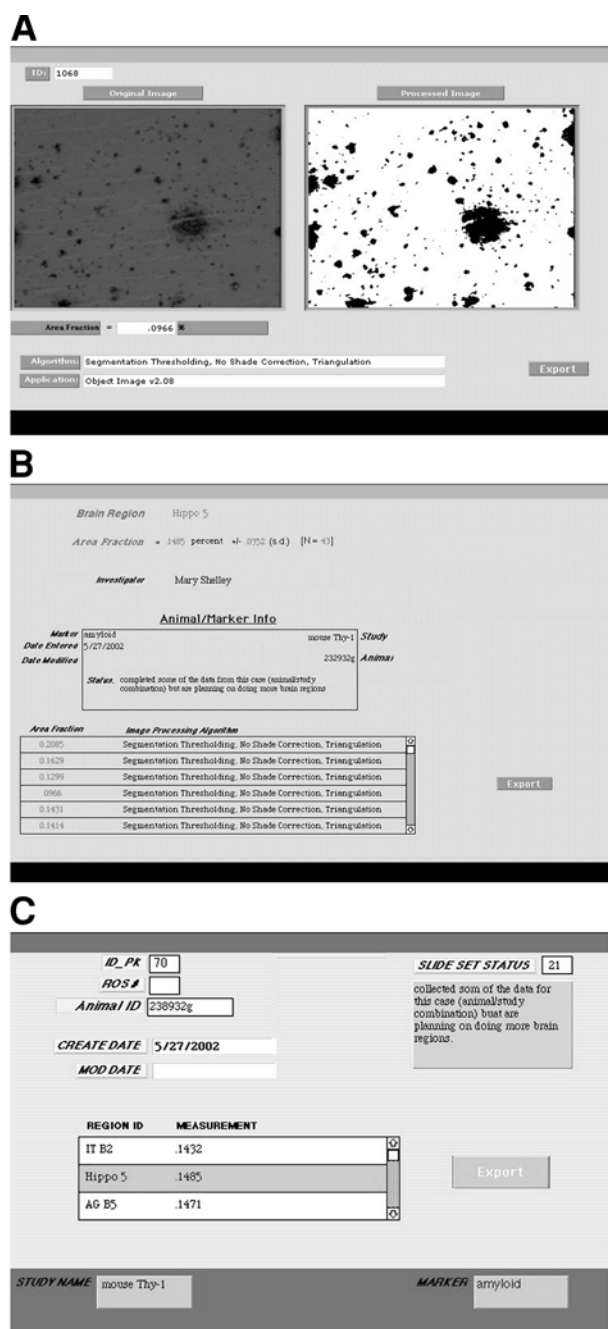 A
ID: 1068
Original Image Processed Image
Area Fraction = .0966 %
Algorithm: Segmentation Thresholding, No Shade Correction, Triangulation
Application: Object Image v2.08
Export
B
Brain Region Hippo 5
Area Fraction = .1485 percent +/- .0352 (s.d.) [N = 43]
Investigator Mary Shelley
Animal/Marker Info
Marker amyloid mouse Thy-1 Study
Date Entered 5/27/2002
Date Modified 232932g Animal
Status. completed some of the data from this case (animal/study
combination) but are planning on doing more brain
regions
Area Fraction Image Processing Algorithm
0.2085 Segmentation Thresholding, No Shade Correction, Triangulation
0.1629 Segmentation Thresholding, No Shade Correction, Triangulation
0.1299 Segmentation Thresholding, No Shade Correction, Triangulation
.0966 Segmentation Thresholding, No Shade Correction, Triangulation
0.1431 Segmentation Thresholding, No Shade Correction, Triangulation
0.1414 Segmentation Thresholding, No Shade Correction, Triangulation
Export
C
ID_PK 70
ROS #
Animal ID 238932g
SLIDE SET STATUS 21
collected som of the data for
this case (animal/study
combination) buat are
planning on doing more brain
regions.
CREATE DATE 5/27/2002
MOD DATE
REGION ID MEASUREMENT
IT B2 .1432
Hippo 5 .1485
AG B5 .1471
Export
STUDY NAME mouse Thy-1
MARKER amyloid